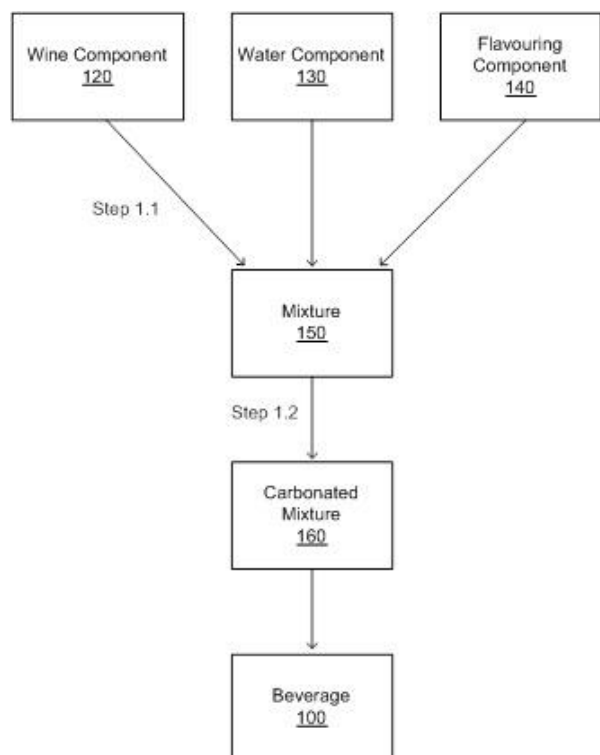 Wine Component
120
Water Component
130
Flavouring
Component
140
Step 1.1
Mixture
150
Step 1.2
Carbonated
Mixture
160
Beverage
100